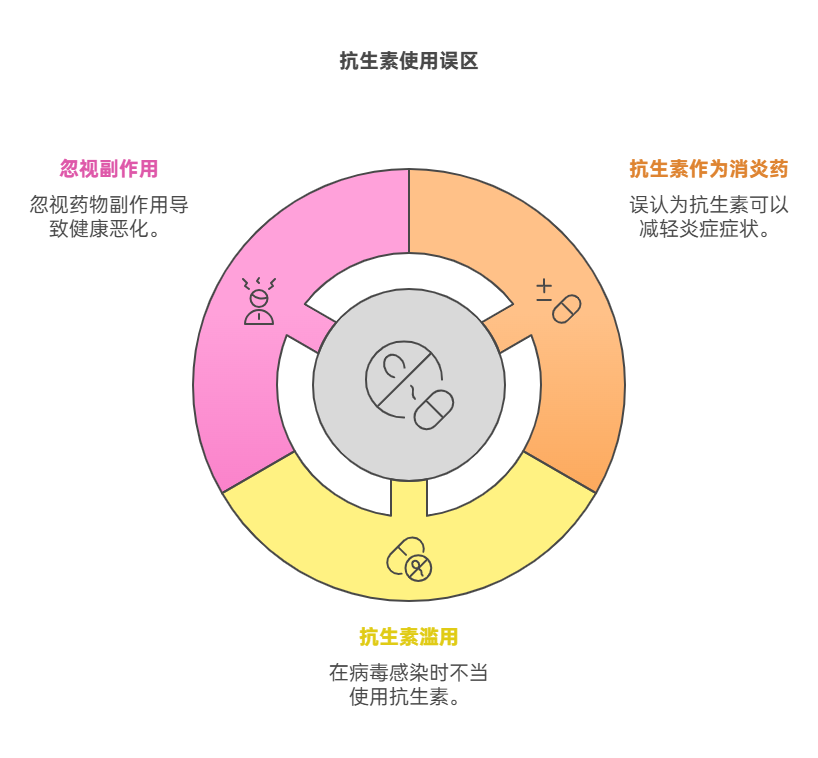 抗生素使用误区
忽视副作用
忽视药物副作用导
致健康恶化。
抗生素作为消炎药
误认为抗生素可以
减轻炎症症状。
抗生素滥用
在病毒感染时不当
使用抗生素。